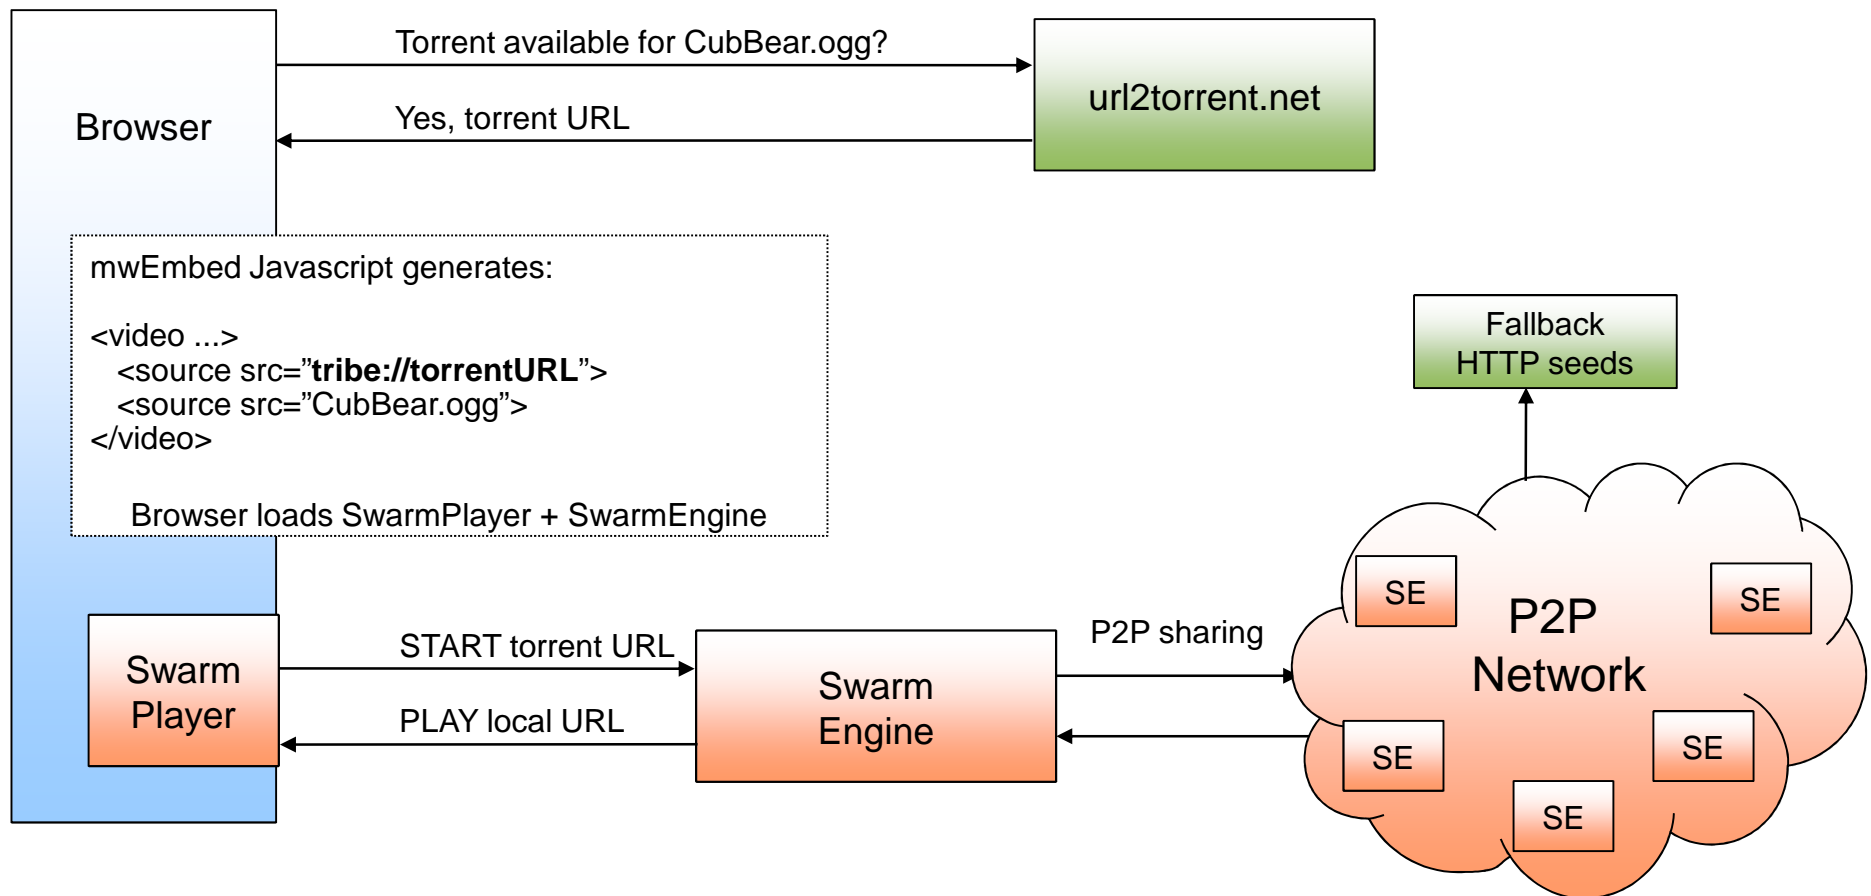 Torrent available for CubBear.ogg?
url2torrent.net
Browser
Yes, torrent URL
mwEmbed Javascript generates:
<video ...>
<source src=”tribe://torrentURL”>
<source src=”CubBear.ogg”>
</video>
Browser loads SwarmPlayer + SwarmEngine
Fallback
HTTP seeds
Swarm
Player
START torrent URL
PLAY local URL
Swarm
Engine
P2P sharing
P2P
Network
SE
SE
SE
SE
SE